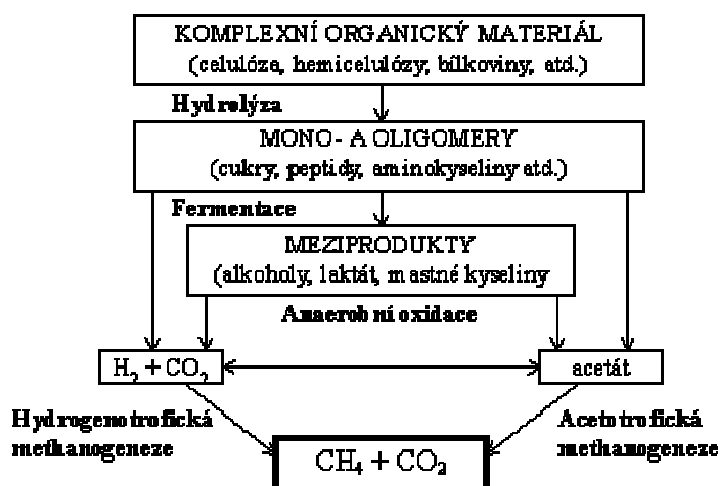 KOMPLEXNÍ ORGANICKÝ MATERIÁL
(celulóza, hemicelulózy, bílkoviny, atd.)
Hydrolýza
MONO - A OLIGOMERY
(cukry, peptidy, aminokyseliny atd.)
Fermentace
MEZIPRODUKTY
(alkoholy, laktát, mastné kyseliny
Anaerobní oxidace
H₂ + CO₂
acetát
Hydrogenotrofická
methanogeneze
Acetotrofická
methanogeneze
CH₄ + CO₂